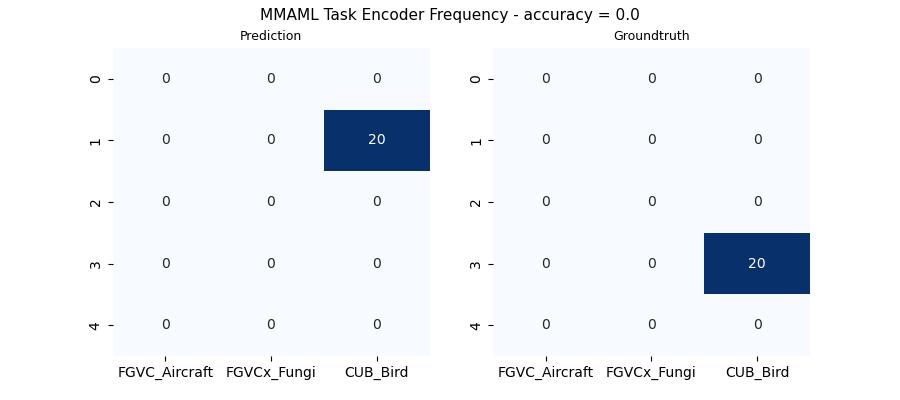 MMAML Task Encoder Frequency - accuracy = 0.0
Prediction
Groundtruth
0 0 0 0
0 0 0 0
1 0 0 20
1 0 0 0
2 0 0 0
2 0 0 0
3 0 0 0
3 0 0 20
4 0 0 0
4 0 0 0
FGVC_Aircraft FGVCx_Fungi CUB_Bird
FGVC_Aircraft FGVCx_Fungi CUB_Bird